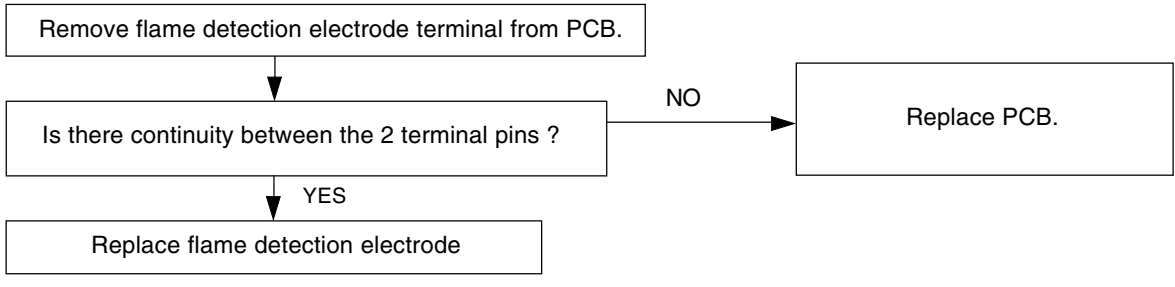 Remove flame detection electrode terminal from PCB.
Is there continuity between the 2 terminal pins ?
NO
Replace PCB.
YES
Replace flame detection electrode